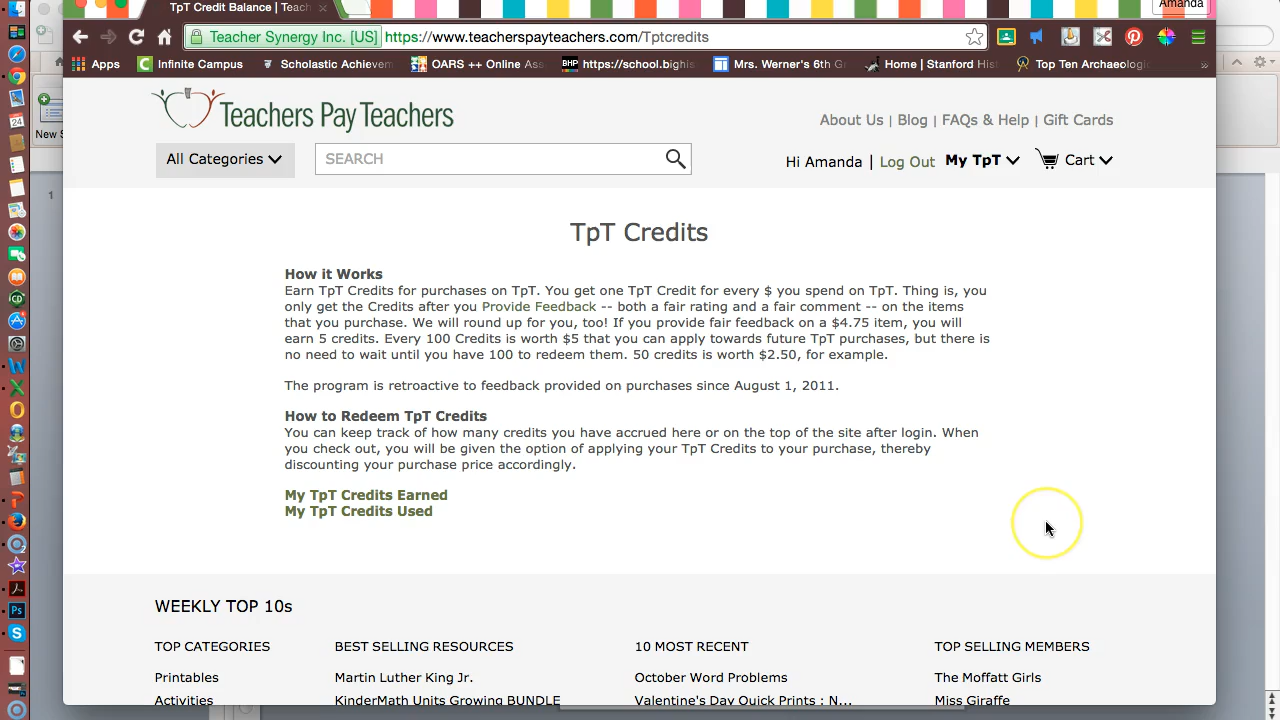 Amanda
TpT Credit Balance | Teach
Teacher Synergy Inc. [US] https://www.teacherspayteachers.com/Tptcredits
Apps Infinite Campus Scholastic Achievem OARS ++ Online Ass https://school.bighis Mrs. Werner's 6th Gr Home | Stanford His Top Ten Archaeologic »
New S
24
1
Teachers Pay Teachers
About Us | Blog | FAQs & Help | Gift Cards
All Categories SEARCH Hi Amanda | Log Out My TpT Cart
TpT Credits
How it Works
Earn TpT Credits for purchases on TpT. You get one TpT Credit for every $ you spend on TpT. Thing is, you
only get the Credits after you Provide Feedback -- both a fair rating and a fair comment -- on the items
that you purchase. We will round up for you, too! If you provide fair feedback on a $4.75 item, you will
earn 5 credits. Every 100 Credits is worth $5 that you can apply towards future TpT purchases, but there is
no need to wait until you have 100 to redeem them. 50 credits is worth $2.50, for example.
The program is retroactive to feedback provided on purchases since August 1, 2011.
How to Redeem TpT Credits
You can keep track of how many credits you have accrued here or on the top of the site after login. When
you check out, you will be given the option of applying your TpT Credits to your purchase, thereby
discounting your purchase price accordingly.
My TpT Credits Earned
My TpT Credits Used
WEEKLY TOP 10s
TOP CATEGORIES BEST SELLING RESOURCES 10 MOST RECENT TOP SELLING MEMBERS
Printables Martin Luther King Jr. October Word Problems The Moffatt Girls
Activities KinderMath Units Growing BUNDLE Valentine's Day Quick Prints : N... Miss Giraffe